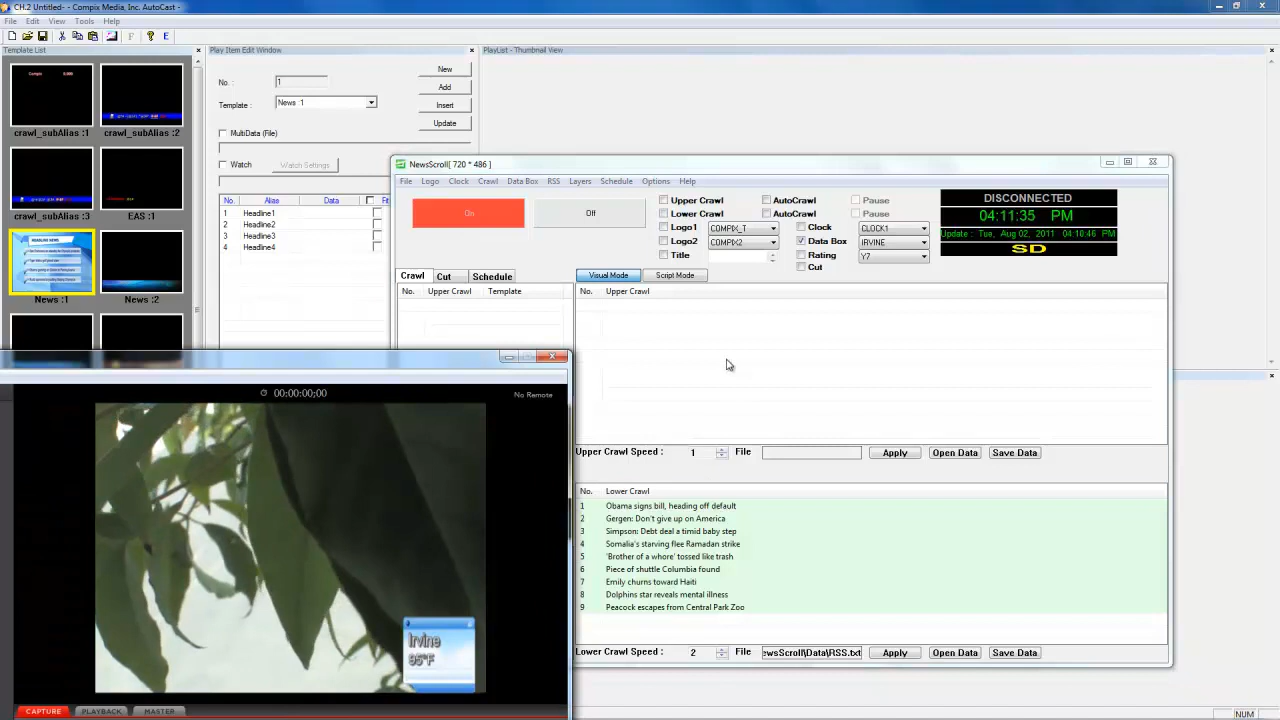 CH.2 Untitled- - Compix Media, Inc. AutoCast -
File Edit View Tools Help
Template List
Play Item Edit Window
PlayList - Thumbnail View
crawl_subAlias :1
crawl_subAlias :2
crawl_subAlias :3
EAS :1
HEADLINE NEWS
News :1
News :2
No. : 1
Template : News :1
New
Add
Insert
Update
MultiData (File)
Watch Watch Settings
No. Alias Data
1 Headline1
2 Headline2
3 Headline3
4 Headline4
NewsScroll[ 720 * 486 ]
File Logo Clock Crawl Data Box RSS Layers Schedule Options Help
On Off
Upper Crawl AutoCrawl Pause
Lower Crawl AutoCrawl Pause
Logo1 COMPIX_T Clock CLOCK1
Logo2 Data Box IRVINE
Title Rating Y7
Cut
DISCONNECTED
04:11:35 PM
Update : Tue, Aug 02, 2011 04:10:46 PM
SD
Crawl Cut Schedule Visual Mode Script Mode
No. Upper Crawl Template
No. Upper Crawl
Upper Crawl Speed : 1 File Apply Open Data Save Data
No. Lower Crawl
1 Obama signs bill, heading off default
2 Gergen: Don't give up on America
3 Simpson: Debt deal a timid baby step
4 Somalia's starving flee Ramadan strike
5 'Brother of a whore' tossed like trash
6 Piece of shuttle Columbia found
7 Emily churns toward Haiti
8 Dolphins star reveals mental illness
9 Peacock escapes from Central Park Zoo
Lower Crawl Speed : 2 File ewsScroll\Data\RSS.txt Apply Open Data Save Data
00:00:00;00
No Remote
Irvine
95°F
CAPTURE PLAYBACK MASTER
NUM